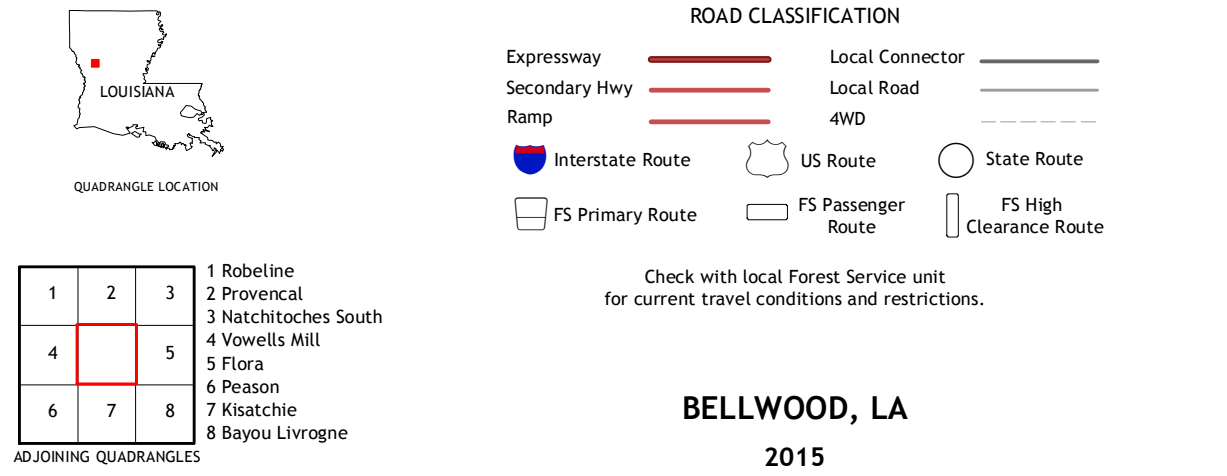 LOUISIANA
QUADRANGLE LOCATION
1 2 3
4 5
6 7 8
1 Robeline
2 Provencal
3 Natchitoches South
4 Vowells Mill
5 Flora
6 Peason
7 Kisatchie
8 Bayou Livrogne
ADJOINING QUADRANGLES
ROAD CLASSIFICATION
Expressway
Local Connector
Secondary Hwy
Local Road
Ramp
4WD
Interstate Route
US Route
State Route
FS Primary Route
FS Passenger
Route
FS High
Clearance Route
Check with local Forest Service unit
for current travel conditions and restrictions.
BELLWOOD, LA
2015